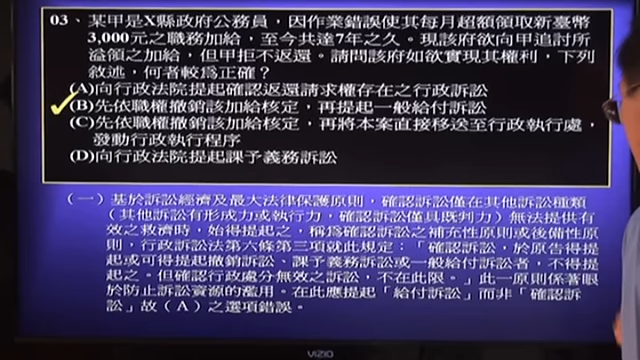 03、某甲是X縣政府公務員，因作業錯誤使其每月超額領取新臺幣
3,000元之職務加給，至今共達7年之久。現該府欲向甲追討所
溢領之加給，但甲拒不返還。請問該府如欲實現其權利，下列
敘述，何者較為正確？
(A)向行政法院提起確認返還請求權存在之行政訴訟
(B)先依職權撤銷該加給核定，再提起一般給付訴訟
(C)先依職權撤銷該加給核定，再將本案直接移送至行政執行處，
發動行政執行程序
(D)向行政法院提起課予義務訴訟
（一）基於訴訟經濟及最大法律保護原則，確認訴訟僅在其他訴訟種類
（其他訴訟有形成力或執行力，確認訴訟僅具既判力）無法提供有
效之救濟時，始得提起之，稱為確認訴訟之補充性原則或後備性原
則，行政訴訟法第六條第三項就此規定：「確認訴訟，於原告得提
起或可得提起撤銷訴訟、課予義務訴訟或一般給付訴訟者，不得提
起之。但確認行政處分無效之訴訟，不在此限。」此一原則係著眼
於防止訴訟資源的濫用。在此應提起「給付訴訟」而非「確認訴
訟」故（A）之選項錯誤。
VIZIO